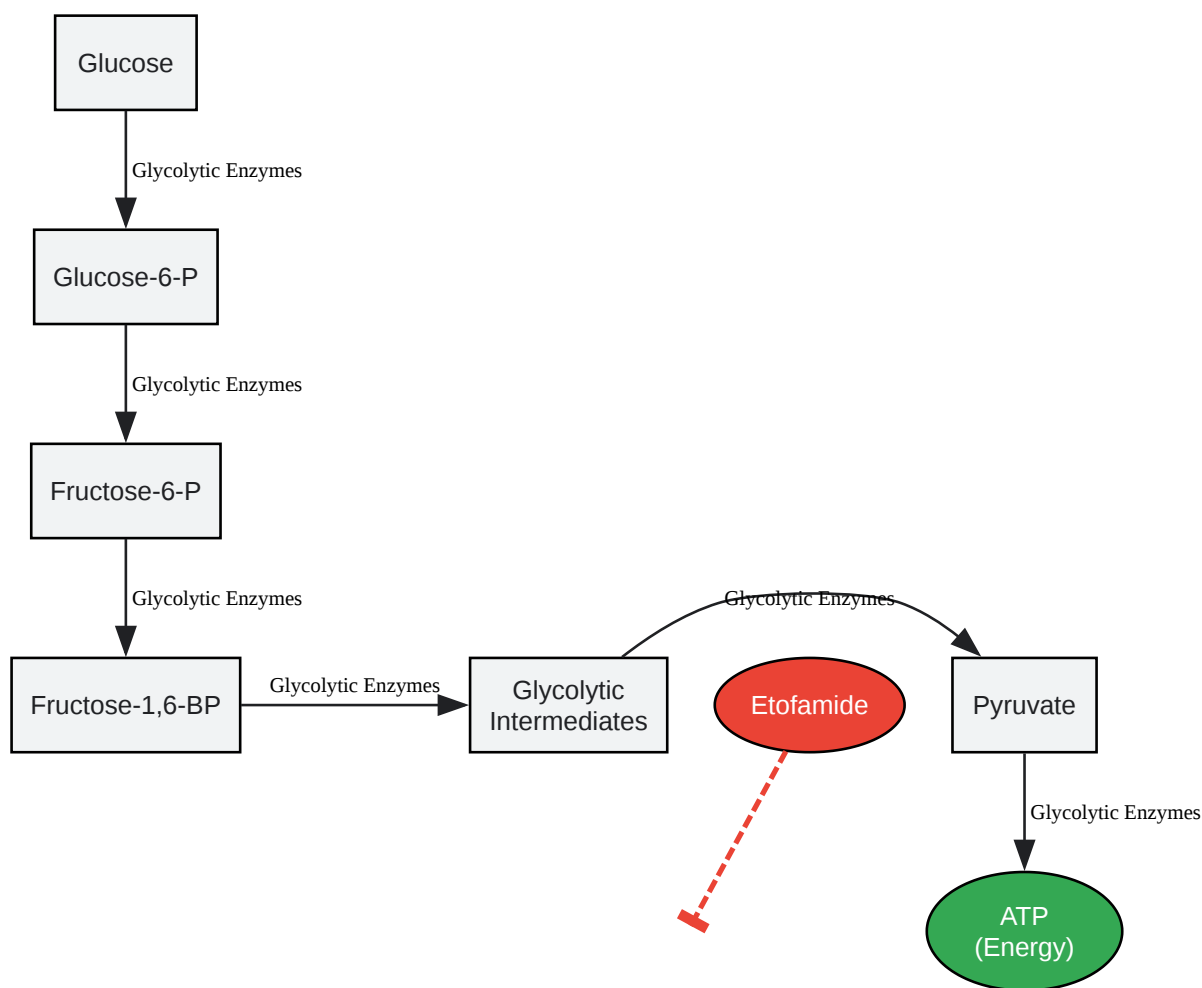 Glucose
Glycolytic Enzymes
Glucose-6-P
Glycolytic Enzymes
Fructose-6-P
Glycolytic Enzymes
Fructose-1,6-BP
Glycolytic Enzymes
Glycolytic
Intermediates
Glycolytic Enzymes
Etofamide
Pyruvate
Glycolytic Enzymes
ATP
(Energy)